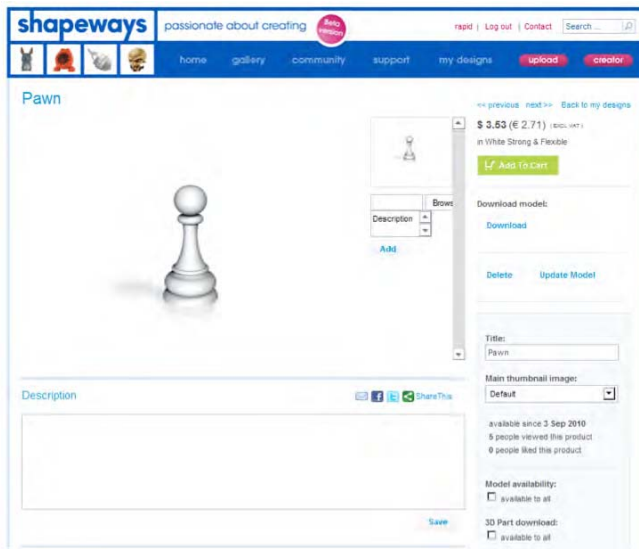 shapeways
passionate about creating
Beta version
rapid | Log out | Contact
Search ...
home gallery community support my designs upload creator
Pawn
<< previous next >> Back to my designs
$ 3.53 (€ 2.71) (EXCL VAT)
in White Strong & Flexible
Add To Cart
Brows
Description
Add
Download model:
Download
Delete Update Model
Title:
Pawn
Main thumbnail image:
Default
available since 3 Sep 2010
5 people viewed this product
0 people liked this product
Model availability:
available to all
3D Part download:
available to all
Description
ShareThis
Save